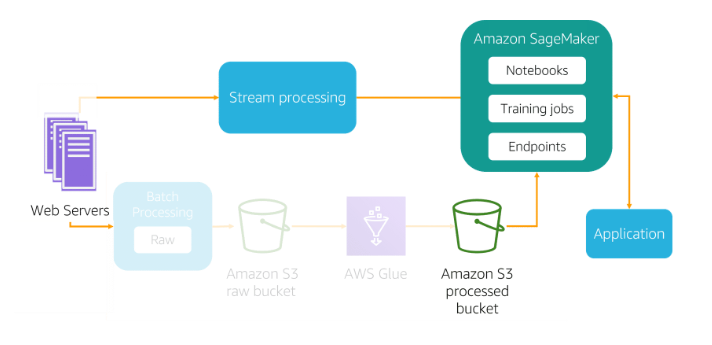 Amazon SageMaker
Notebooks
Training jobs
Endpoints
Stream processing
Web Servers
Batch
Processing
Raw
Amazon S3
raw bucket
AWS Glue
Amazon S3
processed
bucket
Application